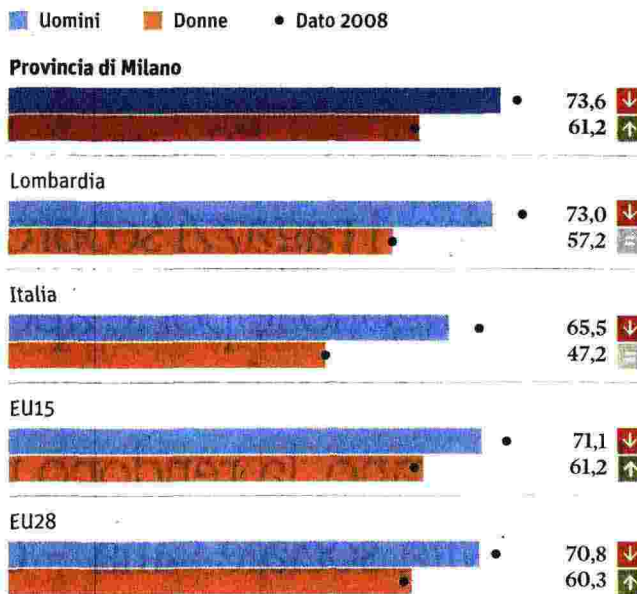 Uomini Donne • Dato 2008
Provincia di Milano
73,6 ↓
61,2 ↑
Lombardia
73,0 ↓
57,2 =
Italia
65,5 ↓
47,2 =
EU15
71,1 ↓
61,2 ↑
EU28
70,8 ↓
60,3 ↑